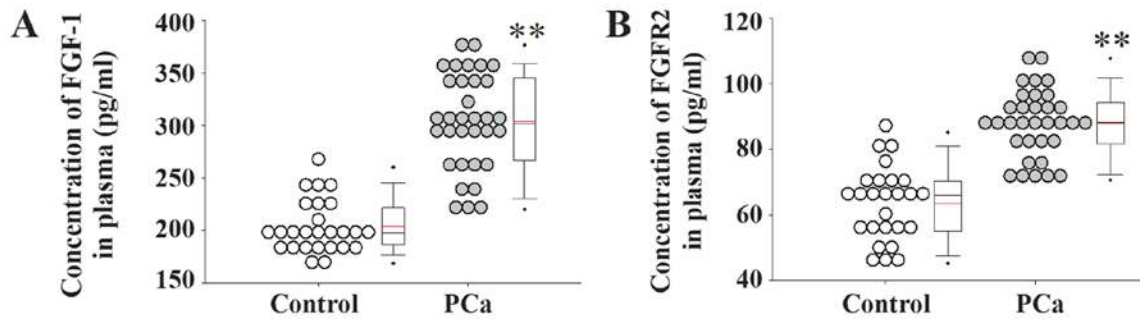 A
Concentration of FGF-1
in plasma (pg/ml)
400
350
300
250
200
150
**
Control
PCa
B
Concentration of FGFR2
in plasma (pg/ml)
120
100
80
60
40
**
Control
PCa